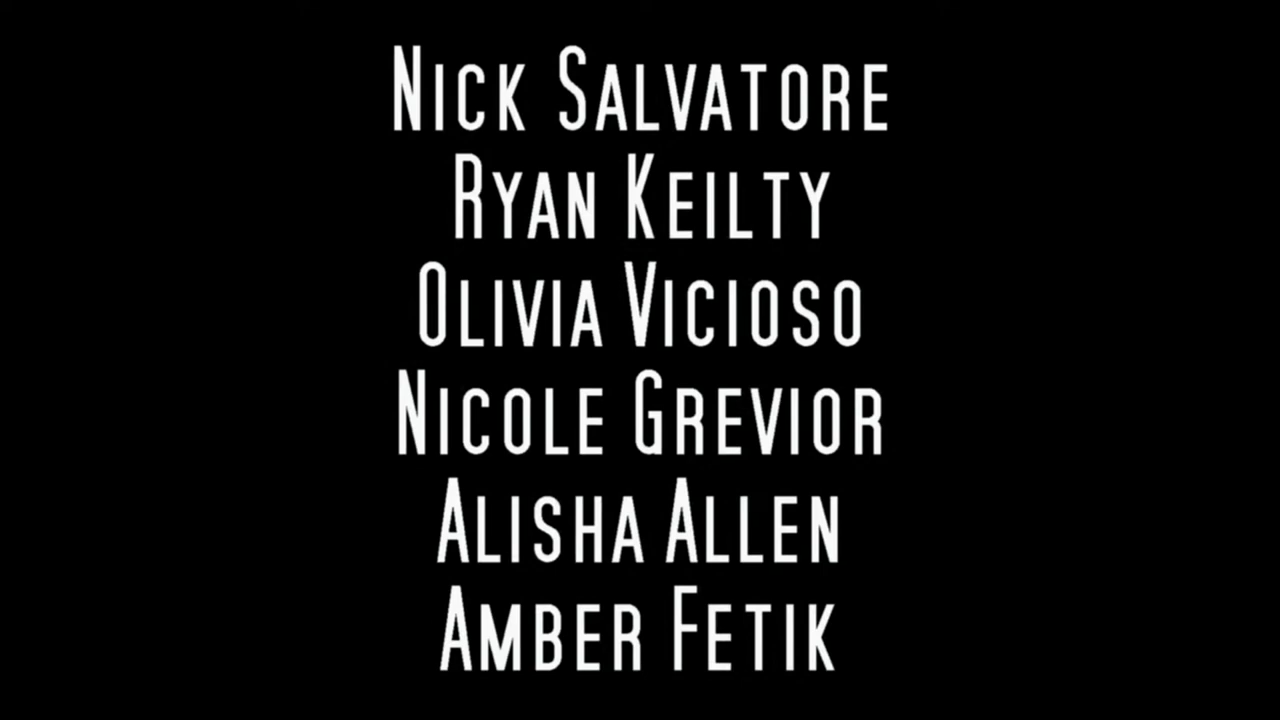 Nick Salvatore
Ryan Keilty
Olivia Vicioso
Nicole Grevior
Alisha Allen
Amber Fetik